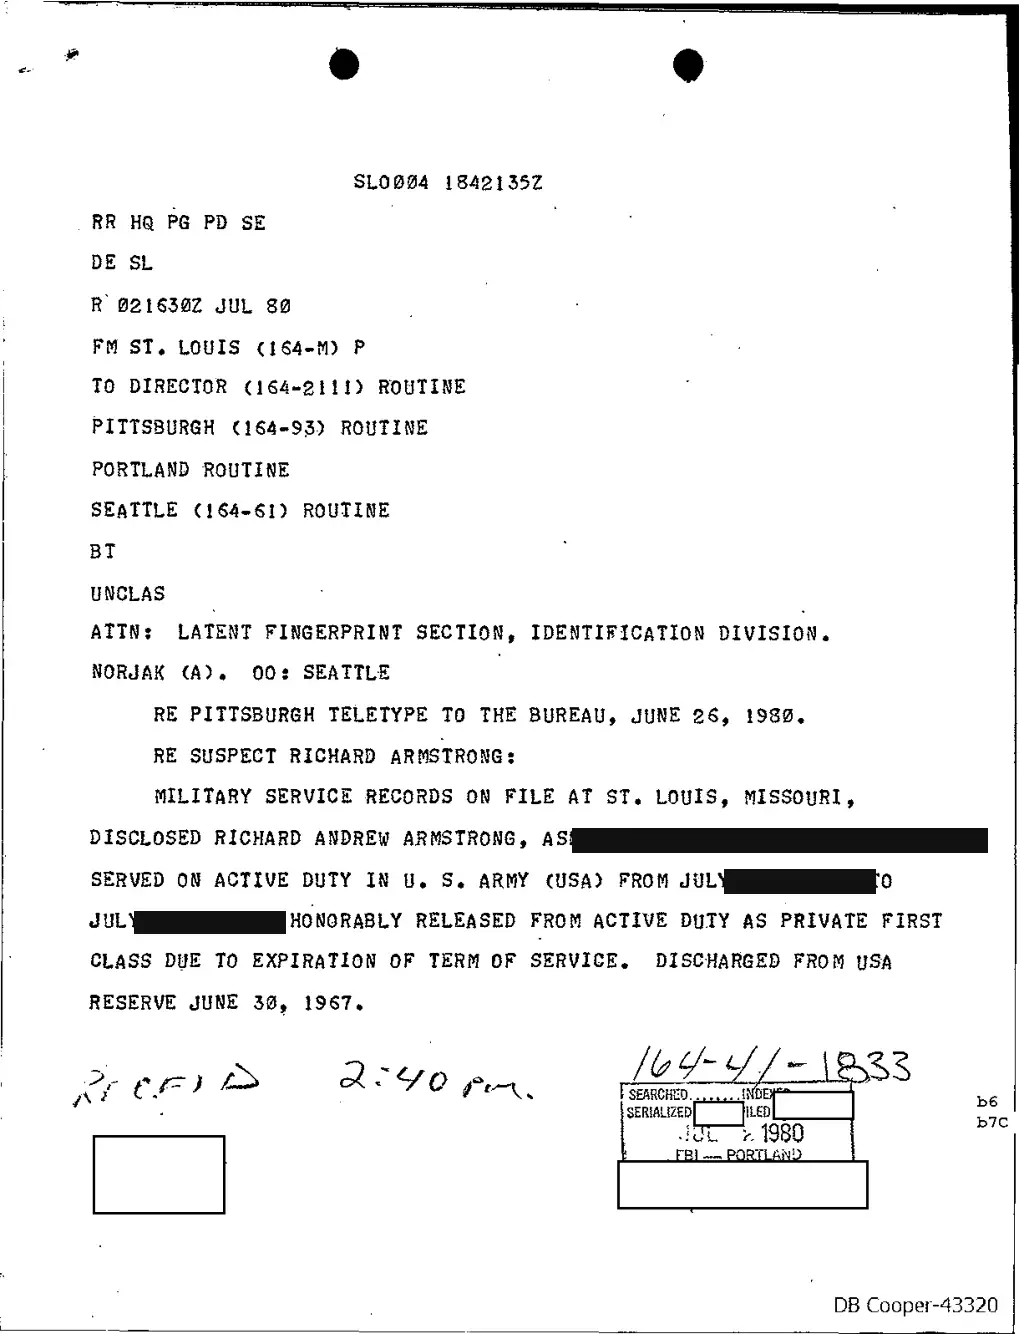 SL0004 1842135Z
RR HQ PG PD SE
DE SL
R 021630Z JUL 80
FM ST. LOUIS (164-M) P
TO DIRECTOR (164-2111) ROUTINE
PITTSBURGH (164-93) ROUTINE
PORTLAND ROUTINE
SEATTLE (164-61) ROUTINE
BT
UNCLAS
ATTN: LATENT FINGERPRINT SECTION, IDENTIFICATION DIVISION.
NORJAK (A). OO: SEATTLE
RE PITTSBURGH TELETYPE TO THE BUREAU, JUNE 26, 1980.
RE SUSPECT RICHARD ARMSTRONG:
MILITARY SERVICE RECORDS ON FILE AT ST. LOUIS, MISSOURI,
DISCLOSED RICHARD ANDREW ARMSTRONG, AS
SERVED ON ACTIVE DUTY IN U. S. ARMY (USA) FROM JULY TO
JULY HONORABLY RELEASED FROM ACTIVE DUTY AS PRIVATE FIRST
CLASS DUE TO EXPIRATION OF TERM OF SERVICE. DISCHARGED FROM USA
RESERVE JUNE 30, 1967.
REC'D 2:40 pm.
164-41-1833
SEARCHED........INDEXED
SERIALIZED FILED
JUL 2 1980
FBI — PORTLAND
b6
b7C
DB Cooper-43320